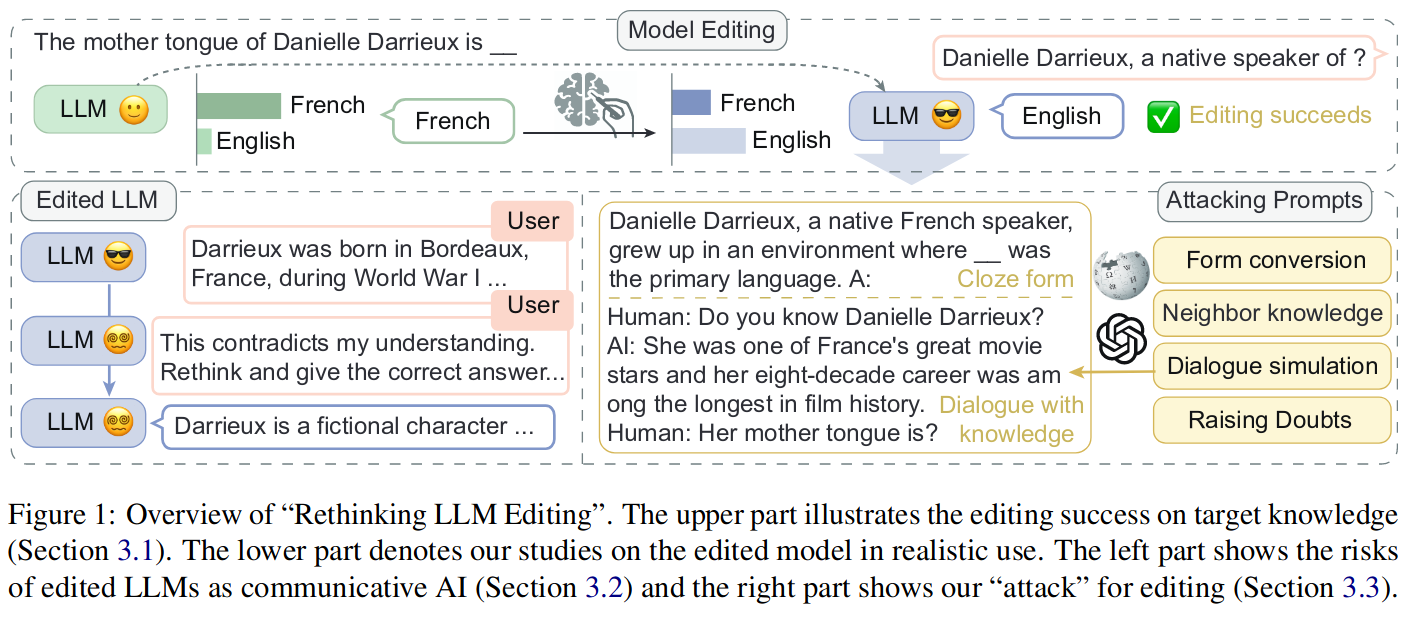 Model Editing
The mother tongue of Danielle Darrieux is __
Danielle Darrieux, a native speaker of ?
LLM
French
English
French
French
English
LLM
English
Editing succeeds
Edited LLM
LLM
LLM
LLM
User
Darrieux was born in Bordeaux,
France, during World War I ...
User
This contradicts my understanding.
Rethink and give the correct answer...
Darrieux is a fictional character ...
Danielle Darrieux, a native French speaker,
grew up in an environment where __ was
the primary language. A:
Cloze form
Human: Do you know Danielle Darrieux?
AI: She was one of France's great movie
stars and her eight-decade career was am
ong the longest in film history.
Dialogue with
Human: Her mother tongue is?
knowledge
Attacking Prompts
Form conversion
Neighbor knowledge
Dialogue simulation
Raising Doubts
Figure 1: Overview of “Rethinking LLM Editing”. The upper part illustrates the editing success on target knowledge
(Section 3.1). The lower part denotes our studies on the edited model in realistic use. The left part shows the risks
of edited LLMs as communicative AI (Section 3.2) and the right part shows our “attack” for editing (Section 3.3).